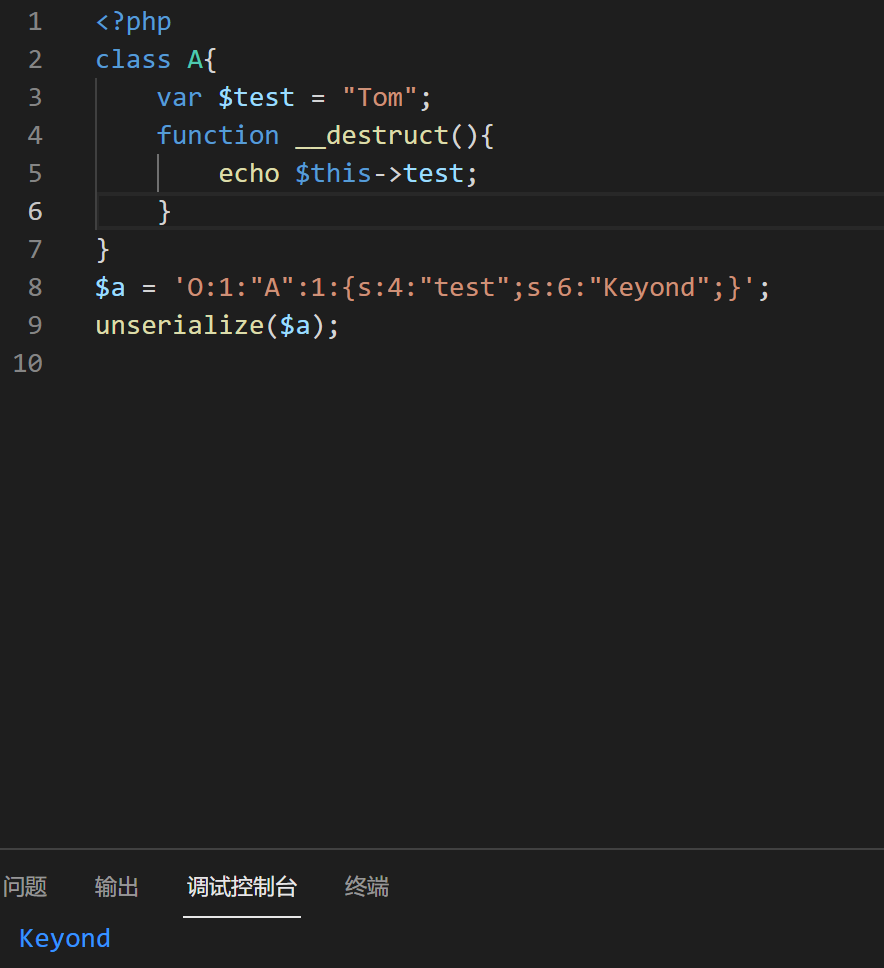 1 <?php
2 class A{
3 var $test = "Tom";
4 function __destruct(){
5 echo $this->test;
6 }
7 }
8 $a = 'O:1:"A":1:{s:4:"test";s:6:"Keyond";}';
9 unserialize($a);
10
问题 输出 调试控制台 终端
Keyond